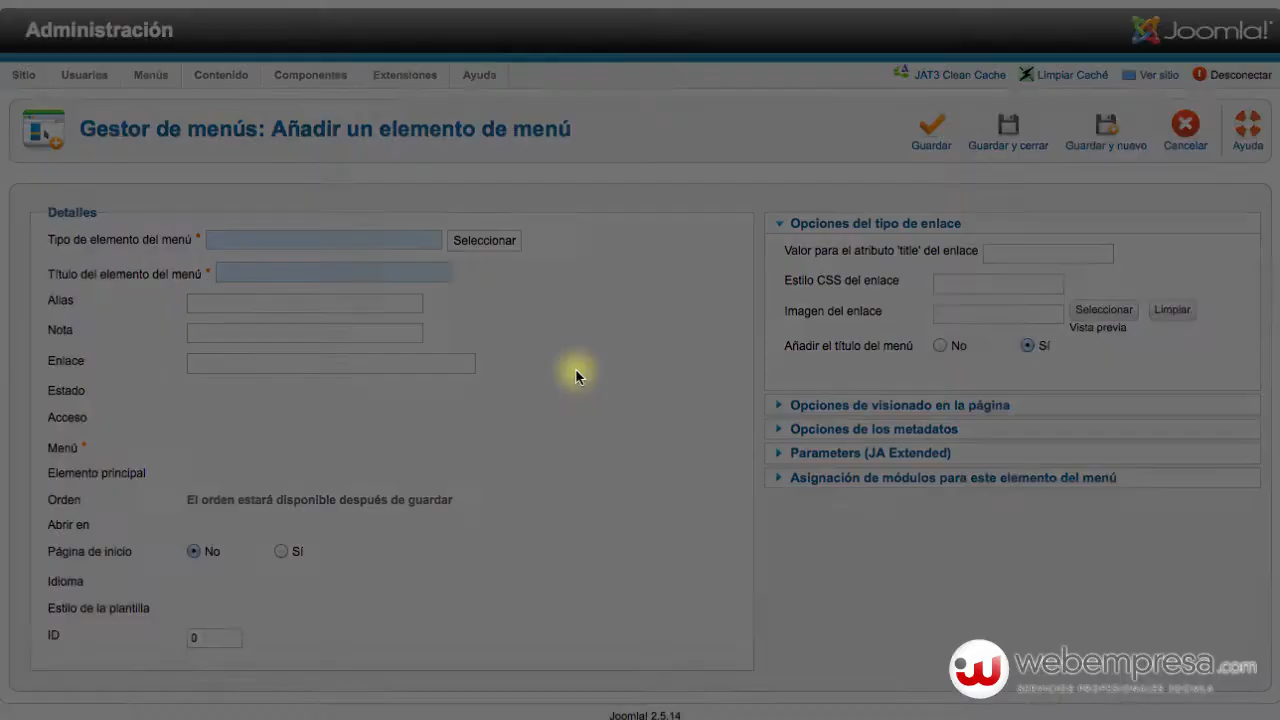 Administración
Joomla!
Sitio Usuarios Menús Contenido Componentes Extensiones Ayuda JAT3 Clean Cache Limpiar Caché Ver sitio Desconectar
Gestor de menús: Añadir un elemento de menú
Guardar Guardar y cerrar Guardar y nuevo Cancelar Ayuda
Detalles
Tipo de elemento del menú * Seleccionar
Título del elemento del menú *
Alias
Nota
Enlace
Estado
Acceso
Menú *
Elemento principal
Orden El orden estará disponible después de guardar
Abrir en
Página de inicio No Sí
Idioma
Estilo de la plantilla
ID 0
Opciones del tipo de enlace
Valor para el atributo 'title' del enlace
Estilo CSS del enlace
Imagen del enlace Seleccionar Limpiar
Vista previa
Añadir el título del menú No Sí
Opciones de visionado en la página
Opciones de los metadatos
Parameters (JA Extended)
Asignación de módulos para este elemento del menú
webempresa.com
SERVICIOS PROFESIONALES JOOMLA
Joomla! 2.5.14